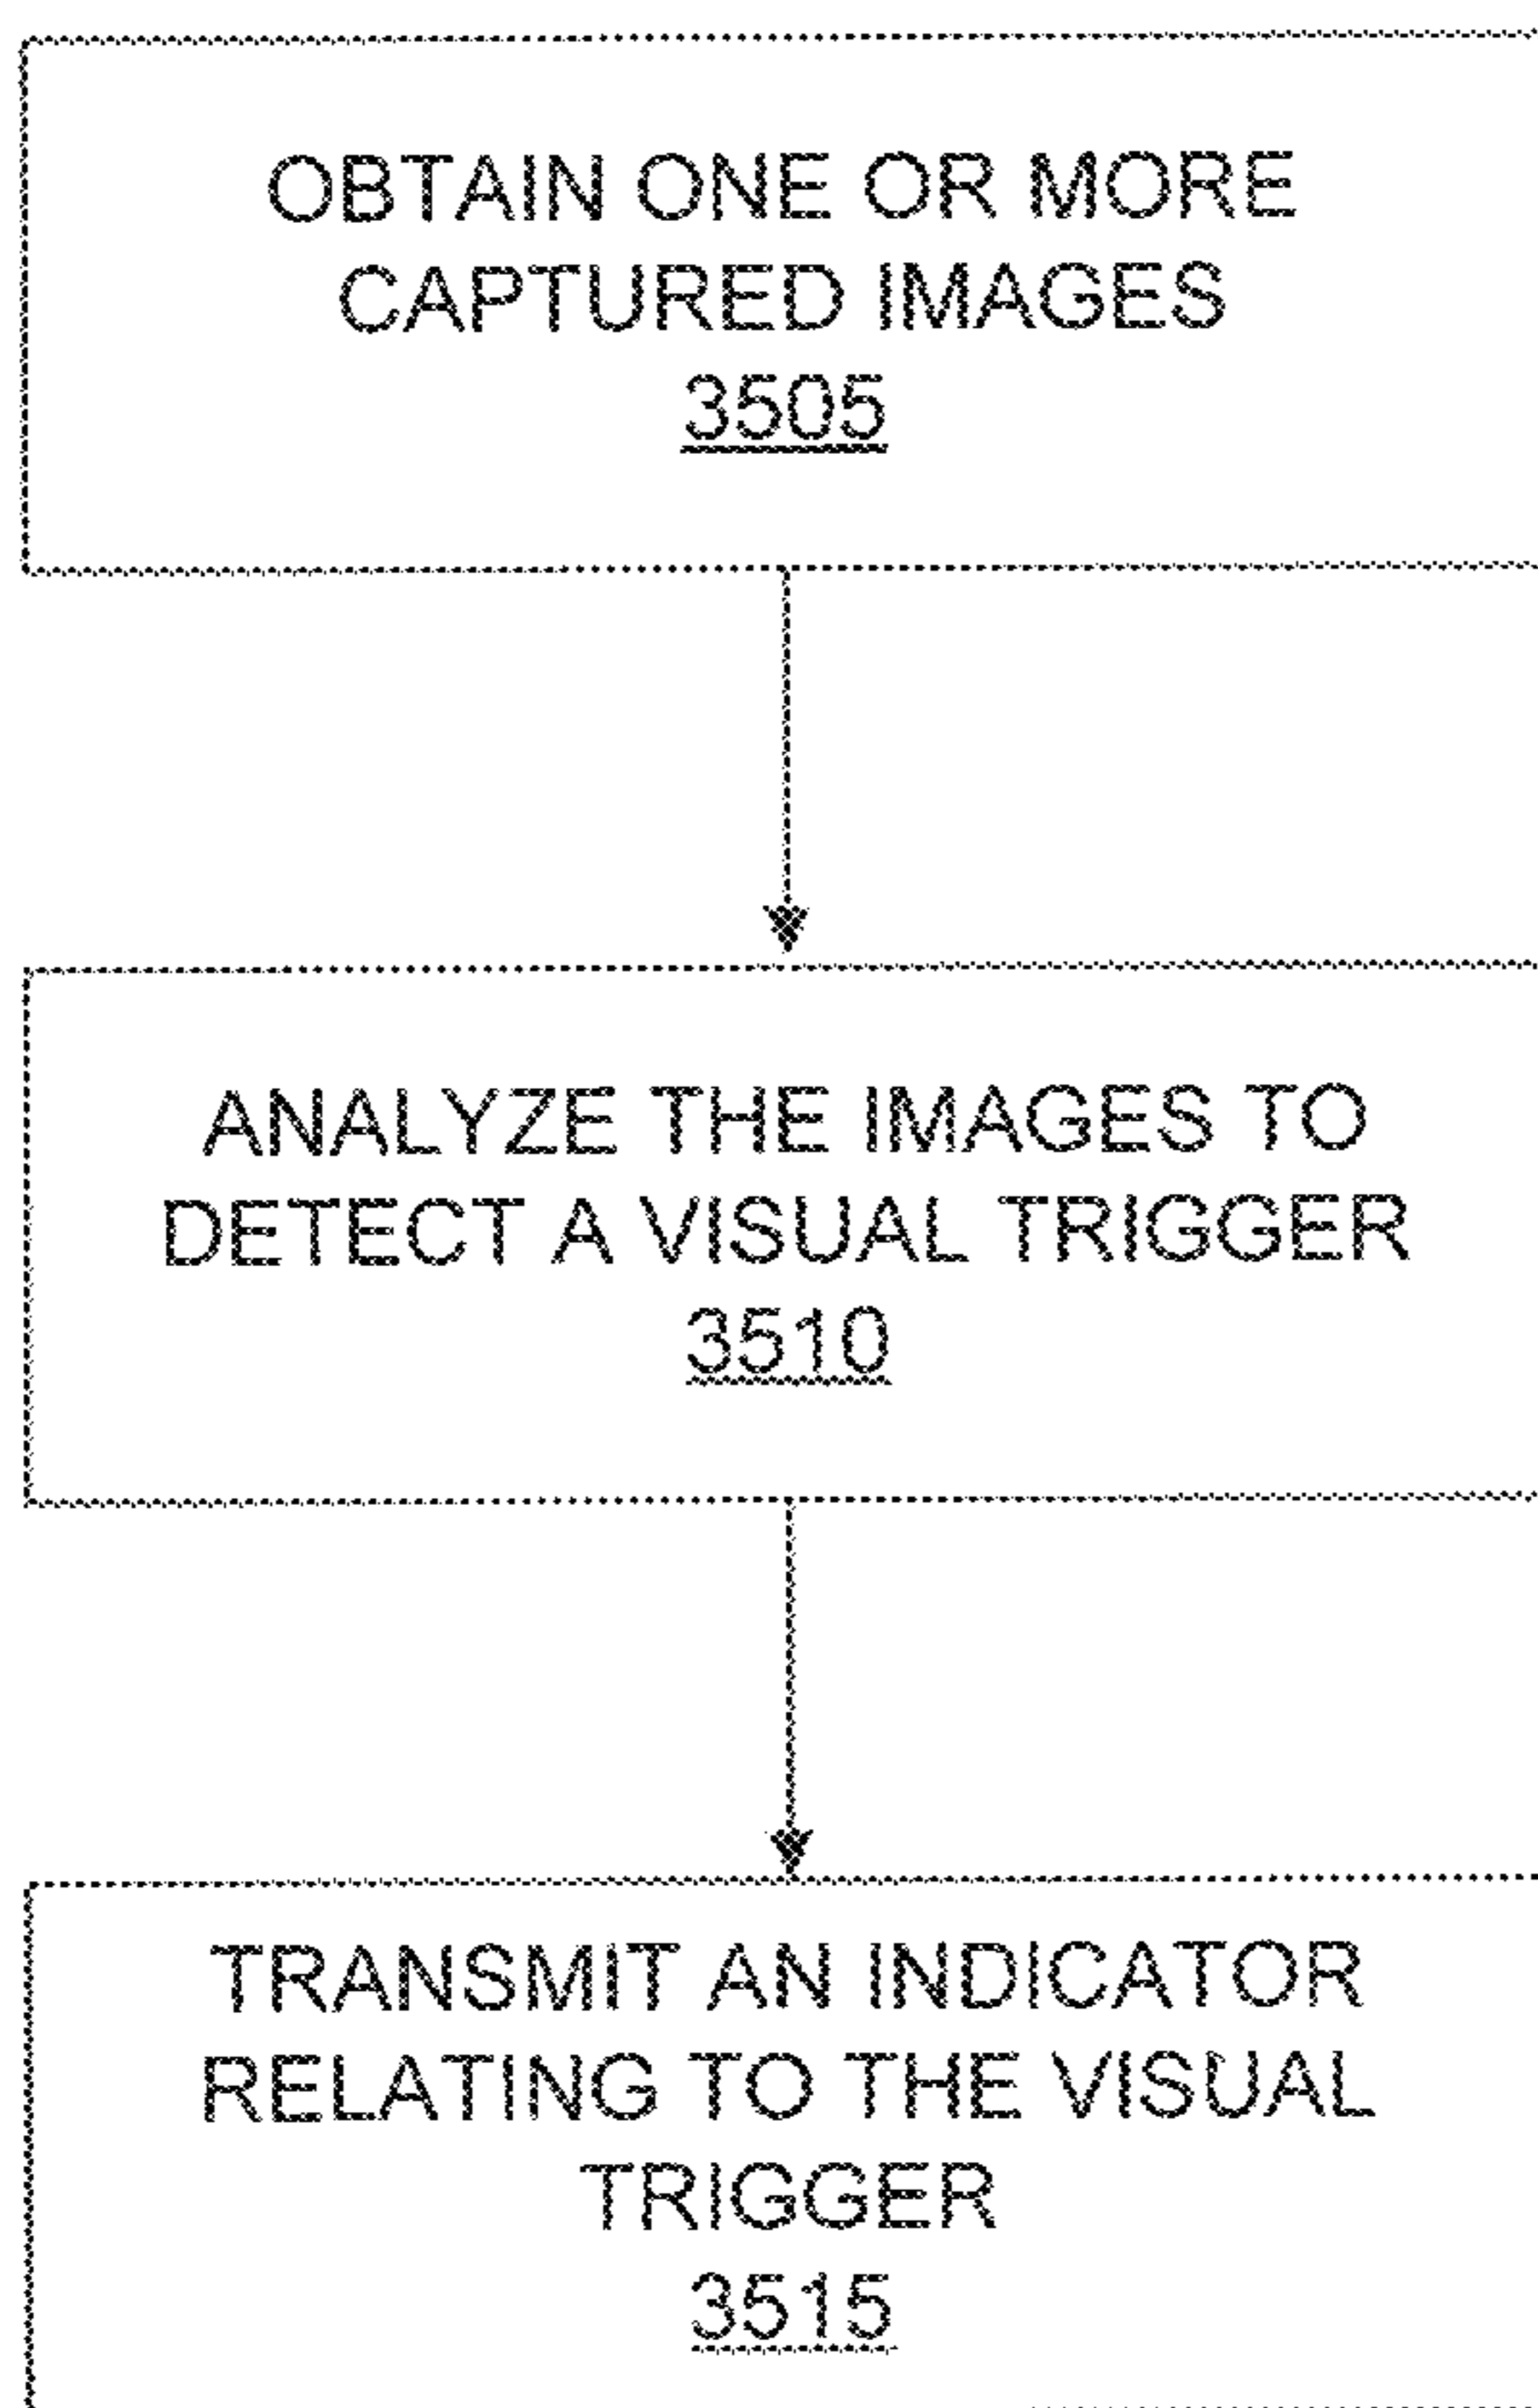 OBTAIN ONE OR MORE
CAPTURED IMAGES
3505
ANALYZE THE IMAGES TO
DETECT A VISUAL TRIGGER
3510
TRANSMIT AN INDICATOR
RELATING TO THE VISUAL
TRIGGER
3515